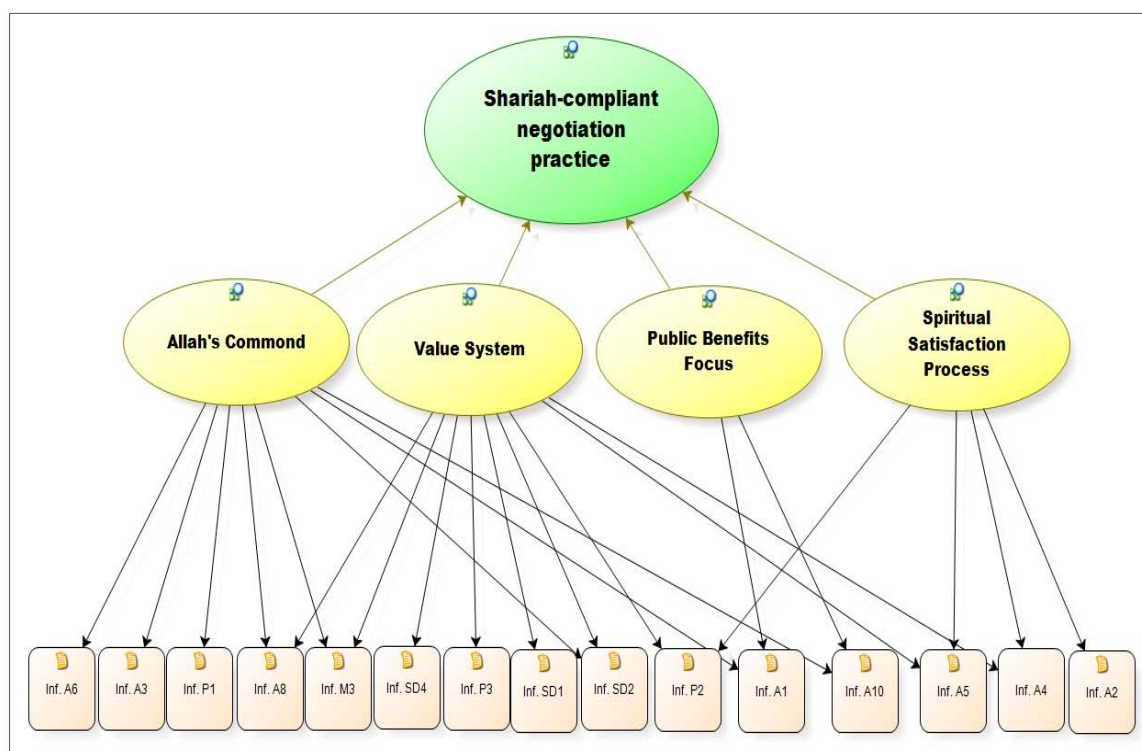 Shariah-compliant
negotiation
practice
Allah's Commond
Value System
Public Benefits
Focus
Spiritual
Satisfaction
Process
Inf. A6
Inf. A3
Inf. P1
Inf. A8
Inf. M3
Inf. SD4
Inf. P3
Inf. SD1
Inf. SD2
Inf. P2
Inf. A1
Inf. A10
Inf. A5
Inf. A4
Inf. A2